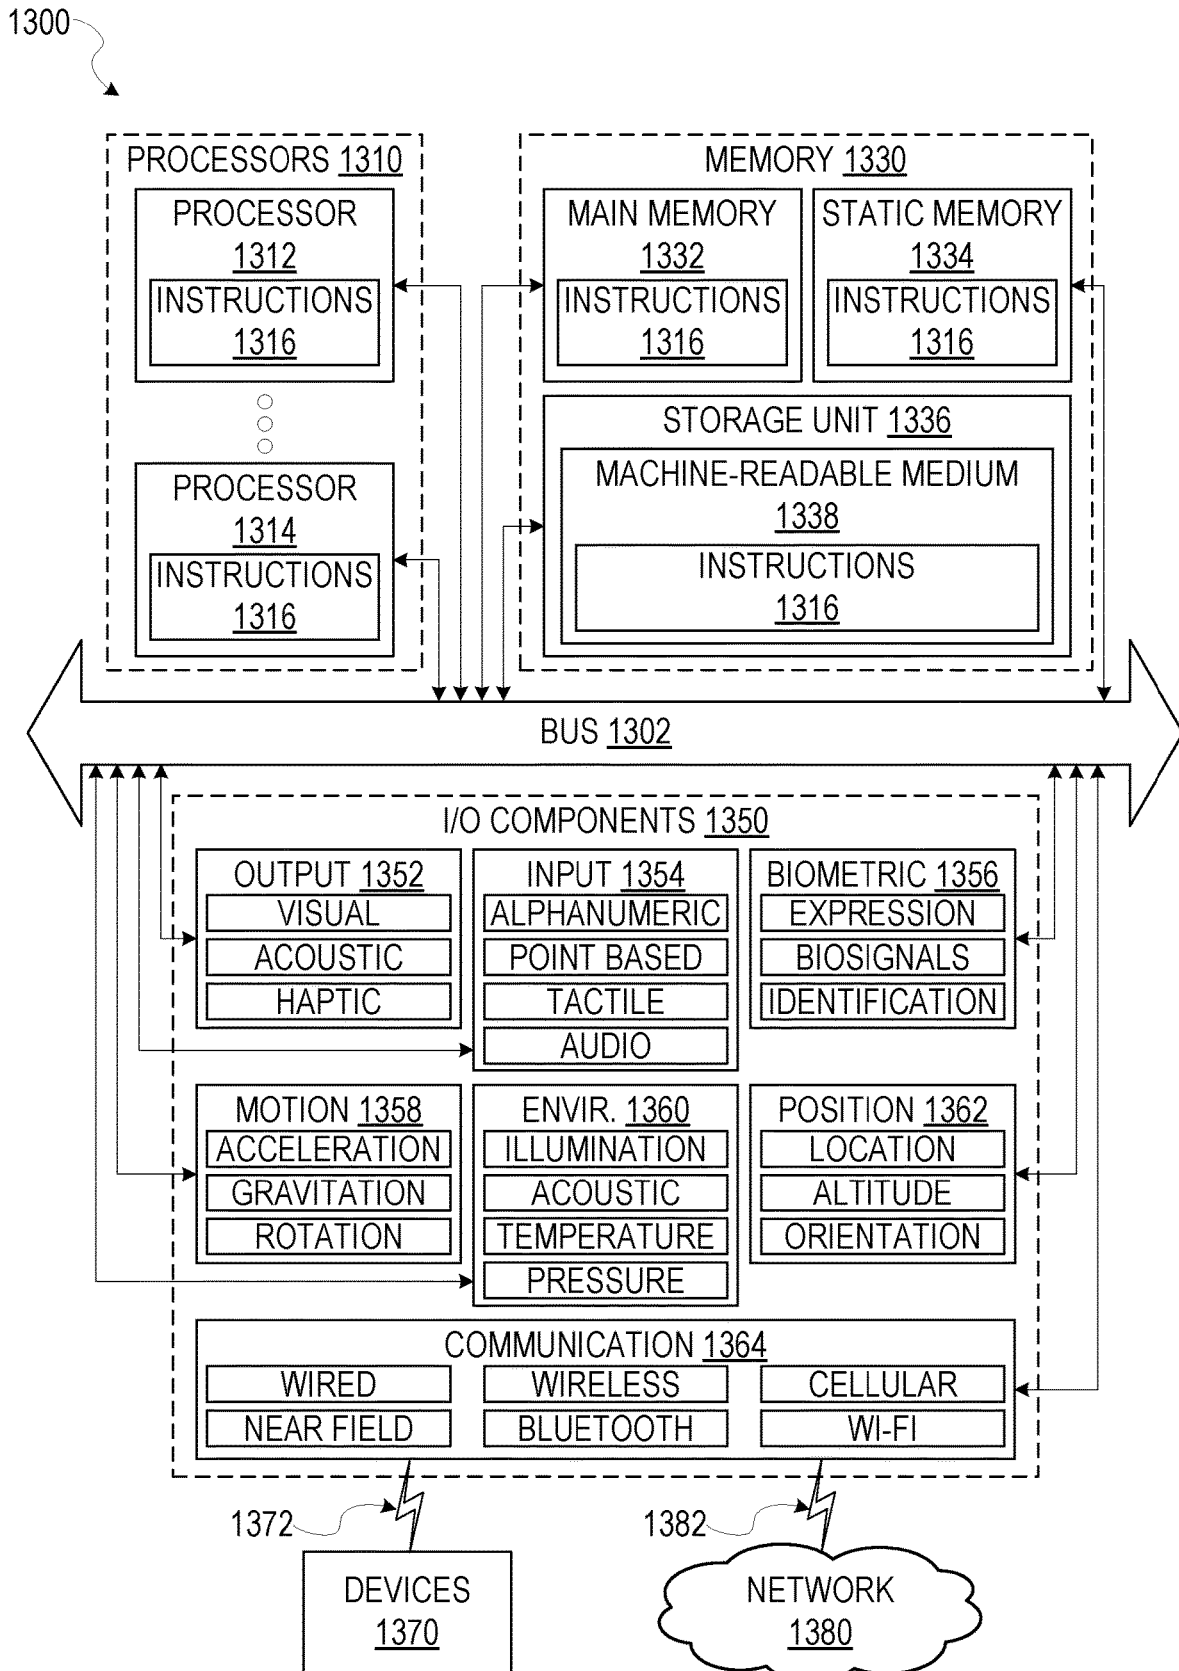 1300
PROCESSORS 1310
PROCESSOR
1312
INSTRUCTIONS
1316
PROCESSOR
1314
INSTRUCTIONS
1316
MEMORY 1330
MAIN MEMORY
1332
INSTRUCTIONS
1316
STATIC MEMORY
1334
INSTRUCTIONS
1316
STORAGE UNIT 1336
MACHINE-READABLE MEDIUM
1338
INSTRUCTIONS
1316
BUS 1302
I/O COMPONENTS 1350
OUTPUT 1352
VISUAL
ACOUSTIC
HAPTIC
INPUT 1354
ALPHANUMERIC
POINT BASED
TACTILE
AUDIO
BIOMETRIC 1356
EXPRESSION
BIOSIGNALS
IDENTIFICATION
MOTION 1358
ACCELERATION
GRAVITATION
ROTATION
ENVIR. 1360
ILLUMINATION
ACOUSTIC
TEMPERATURE
PRESSURE
POSITION 1362
LOCATION
ALTITUDE
ORIENTATION
COMMUNICATION 1364
WIRED
WIRELESS
CELLULAR
NEAR FIELD
BLUETOOTH
WI-FI
1372
1382
DEVICES
1370
NETWORK
1380